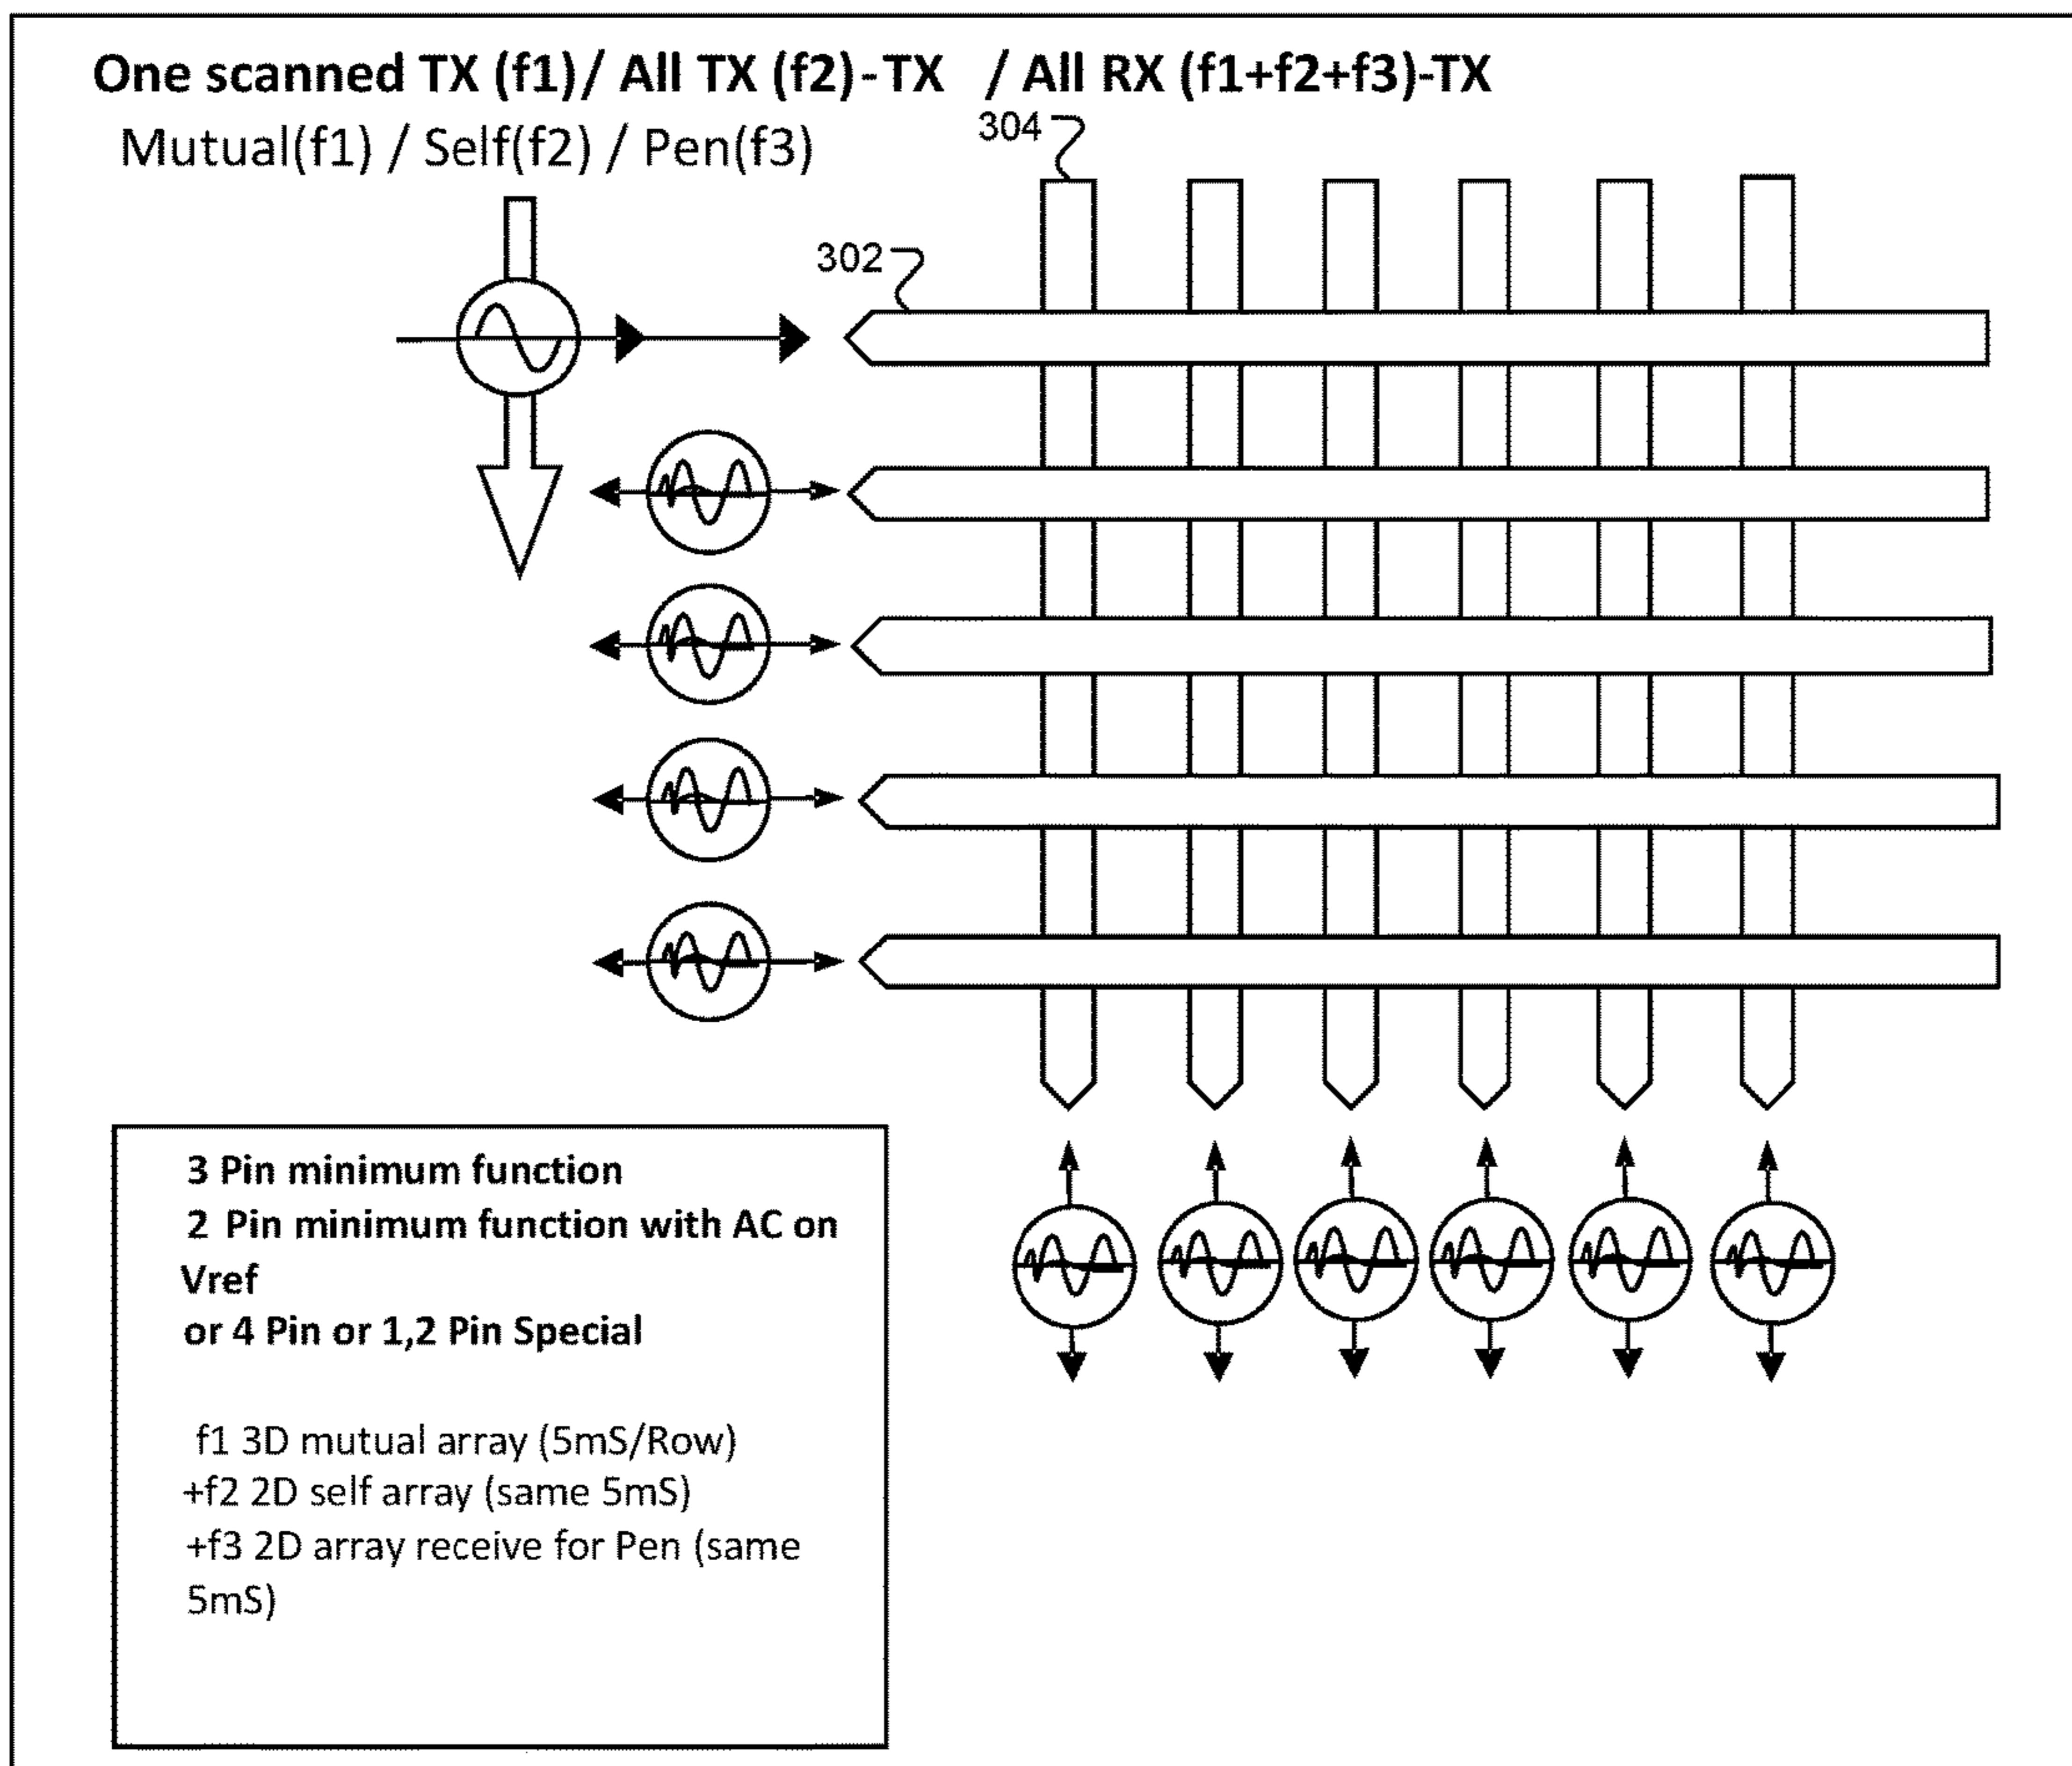 One scanned TX (f1)/ All TX (f2)-TX / All RX (f1+f2+f3)-TX
Mutual(f1) / Self(f2) / Pen(f3)
304
302
3 Pin minimum function
2 Pin minimum function with AC on
Vref
or 4 Pin or 1,2 Pin Special
f1 3D mutual array (5mS/Row)
+f2 2D self array (same 5mS)
+f3 2D array receive for Pen (same
5mS)